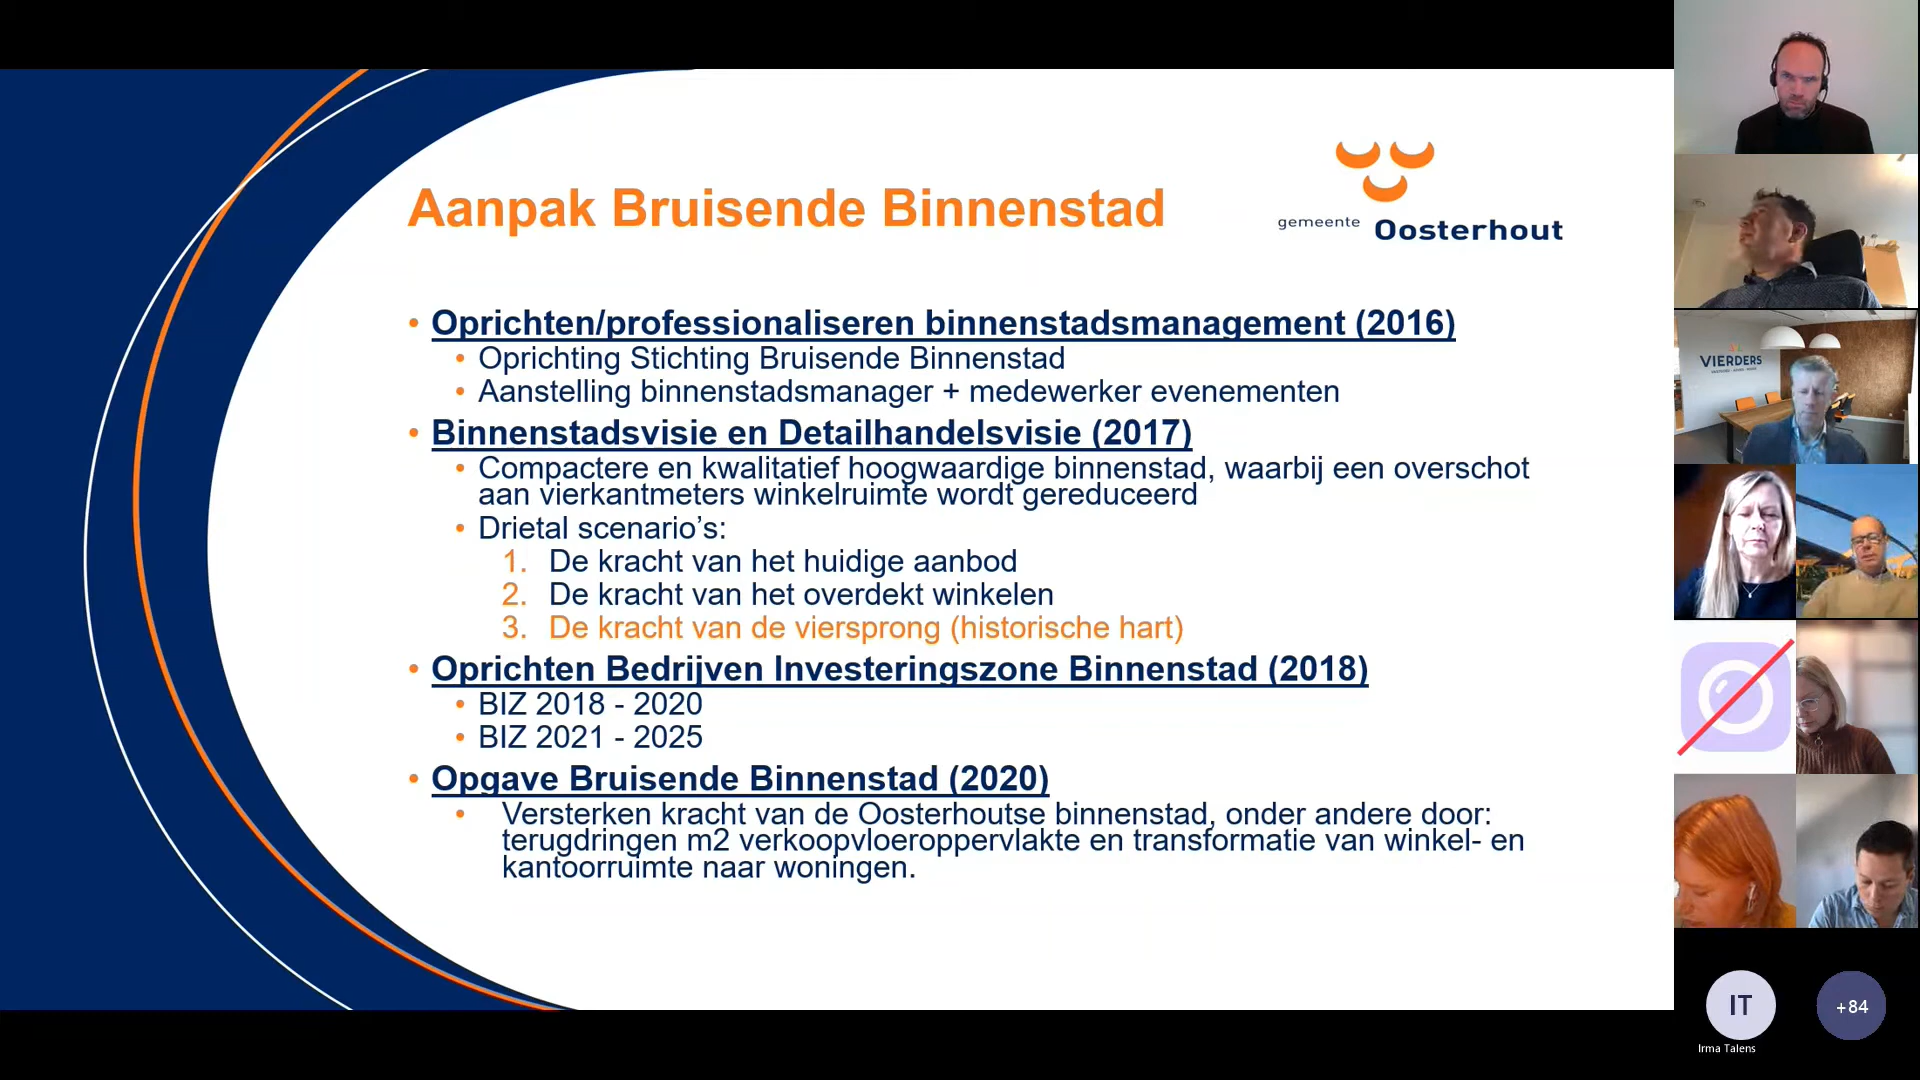 Aanpak Bruisende Binnenstad
gemeente Oosterhout
• Oprichten/professionaliseren binnenstadsmanagement (2016)
• Oprichting Stichting Bruisende Binnenstad
• Aanstelling binnenstadsmanager + medewerker evenementen
• Binnenstadsvisie en Detailhandelsvisie (2017)
• Compactere en kwalitatief hoogwaardige binnenstad, waarbij een overschot
aan vierkantmeters winkelruimte wordt gereduceerd
• Drietal scenario’s:
1. De kracht van het huidige aanbod
2. De kracht van het overdekt winkelen
3. De kracht van de viersprong (historische hart)
• Oprichten Bedrijven Investeringszone Binnenstad (2018)
• BIZ 2018 - 2020
• BIZ 2021 - 2025
• Opgave Bruisende Binnenstad (2020)
• Versterken kracht van de Oosterhoutse binnenstad, onder andere door:
terugdringen m2 verkoopvloeroppervlakte en transformatie van winkel- en
kantoorruimte naar woningen.
VIERDERS
IT
+84
Irma Talens